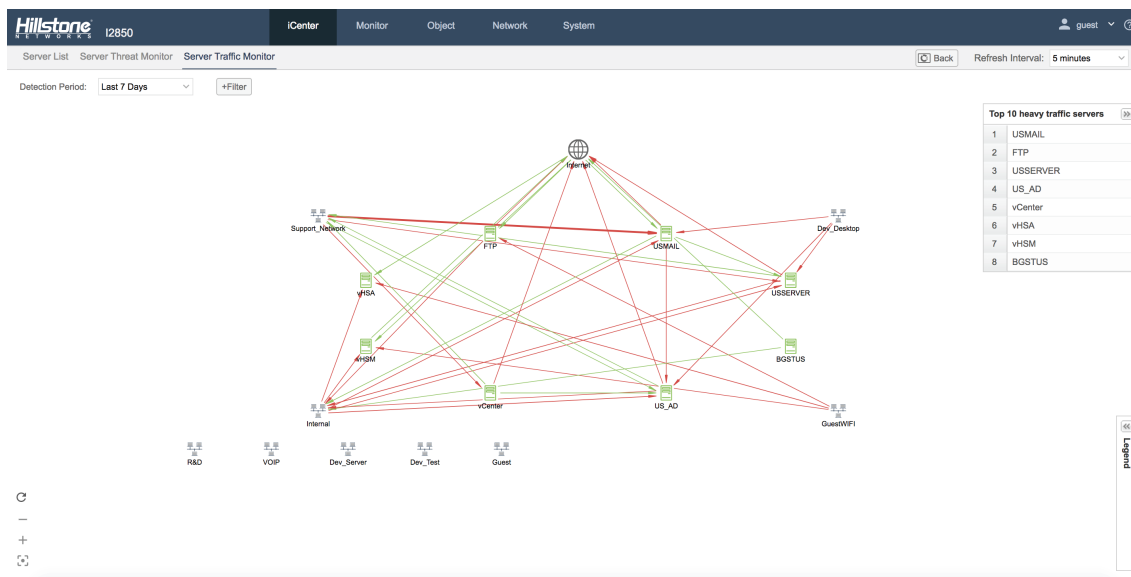 Hillstone
NETWORKS
I2850
iCenter
Monitor
Object
Network
System
guest
Server List
Server Threat Monitor
Server Traffic Monitor
Back
Refresh Interval:
5 minutes
Detection Period:
Last 7 Days
+Filter
Top 10 heavy traffic servers
1 USMAIL
2 FTP
3 USSERVER
4 US_AD
5 vCenter
6 vHSA
7 vHSM
8 BGSTUS
Internet
Support_Network
FTP
USMAIL
Dev_Desktop
vHSA
USSERVER
vHSM
BGSTUS
vCenter
US_AD
Internal
GuestWIFI
R&D
VOIP
Dev_Server
Dev_Test
Guest
Legend